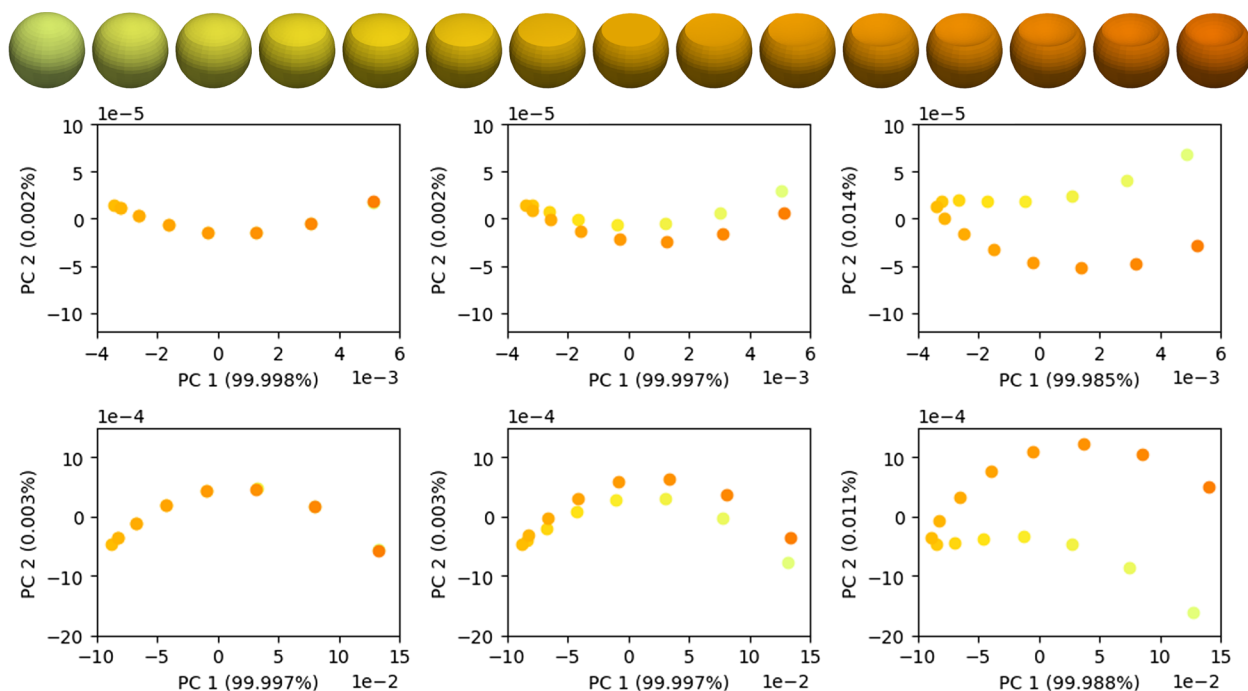 1e−5
10
5
0
−5
−10
PC 2 (0.002%)
−4 −2 0 2 4 6
PC 1 (99.998%)
1e−3
1e−5
10
5
0
−5
−10
PC 2 (0.002%)
−4 −2 0 2 4 6
PC 1 (99.997%)
1e−3
1e−5
10
5
0
−5
−10
PC 2 (0.014%)
−4 −2 0 2 4 6
PC 1 (99.985%)
1e−3
1e−4
10
0
−10
−20
PC 2 (0.003%)
−10 −5 0 5 10 15
PC 1 (99.997%)
1e−2
1e−4
10
0
−10
−20
PC 2 (0.003%)
−10 −5 0 5 10 15
PC 1 (99.997%)
1e−2
1e−4
10
0
−10
−20
PC 2 (0.011%)
−10 −5 0 5 10 15
PC 1 (99.988%)
1e−2